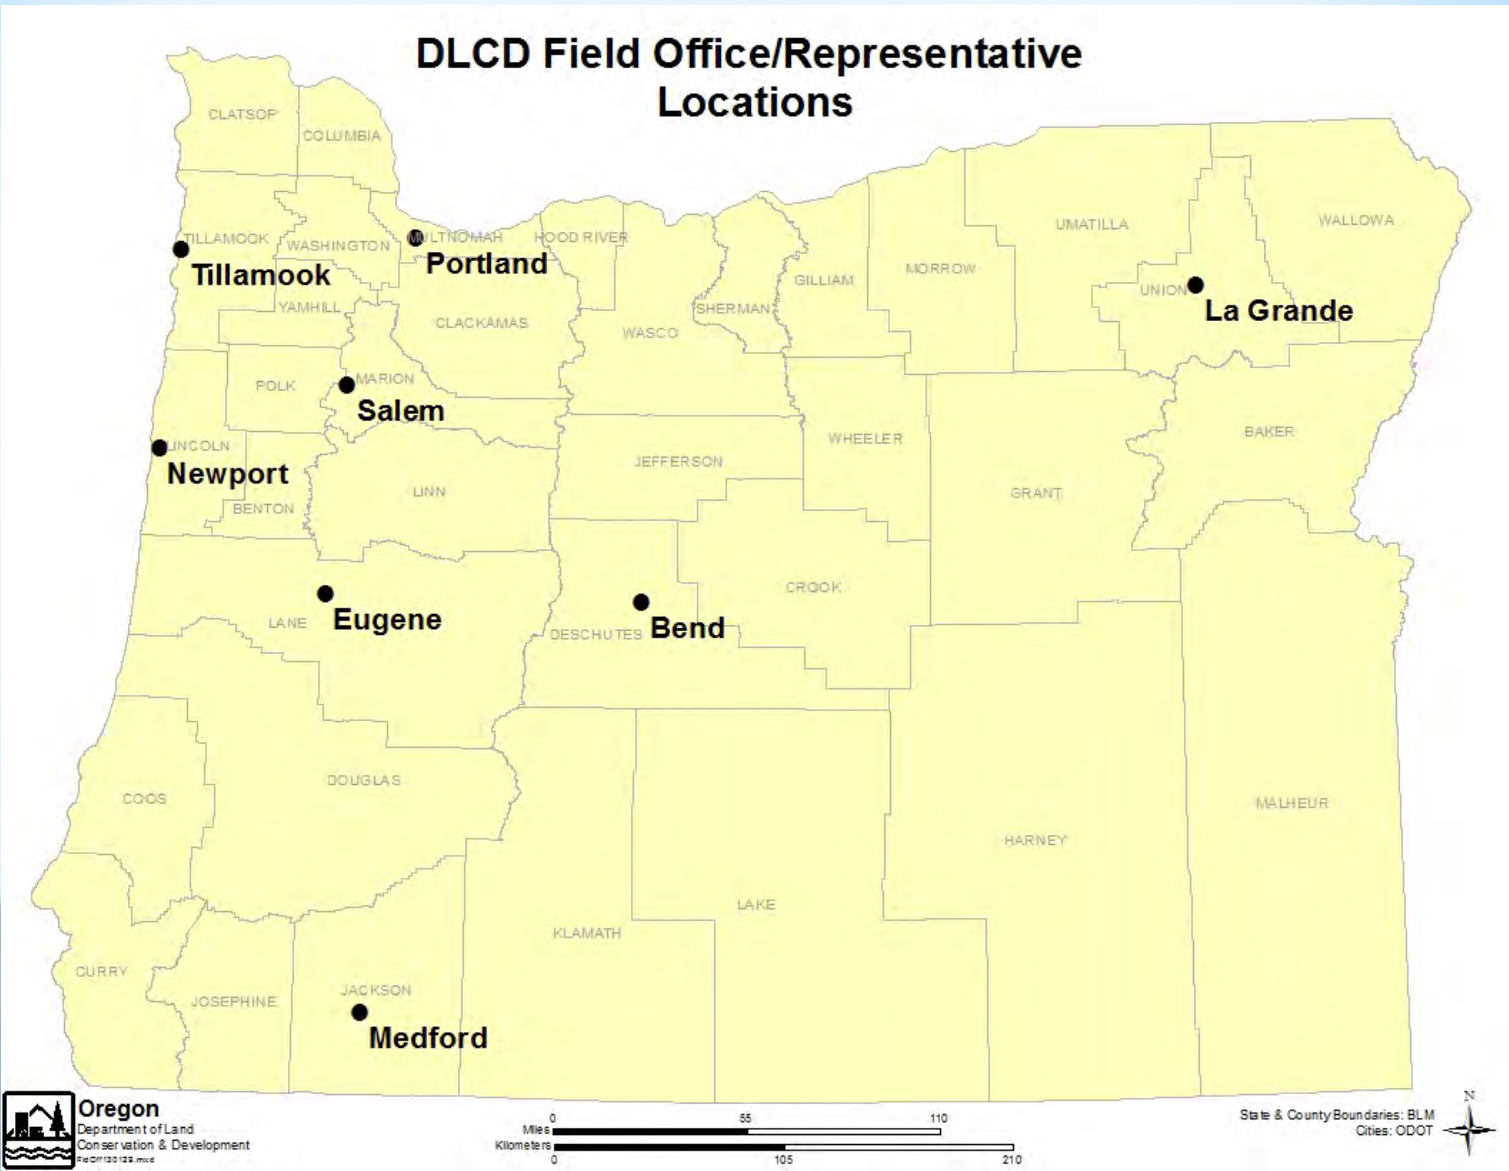 DLCD Field Office/Representative
Locations
CLATSOP
COLUMBIA
TILLAMOOK
WASHINGTON
MULTNOMAH
HOOD RIVER
Tillamook
Portland
YAMHILL
CLACKAMAS
WASCO
SHERMAN
GILLIAM
MORROW
UMATILLA
WALLOWA
UNION
La Grande
POLK
MARION
Salem
LINCOLN
Newport
BENTON
LINN
JEFFERSON
WHEELER
GRANT
BAKER
LANE
Eugene
DESCHUTES
Bend
CROOK
COOS
DOUGLAS
KLAMATH
LAKE
HARNEY
MALHEUR
CURRY
JOSEPHINE
JACKSON
Medford
Oregon
Department of Land
Conservation & Development
0 55 110
Miles
Kilometers
0 105 210
State & County Boundaries: BLM
Cities: ODOT
N